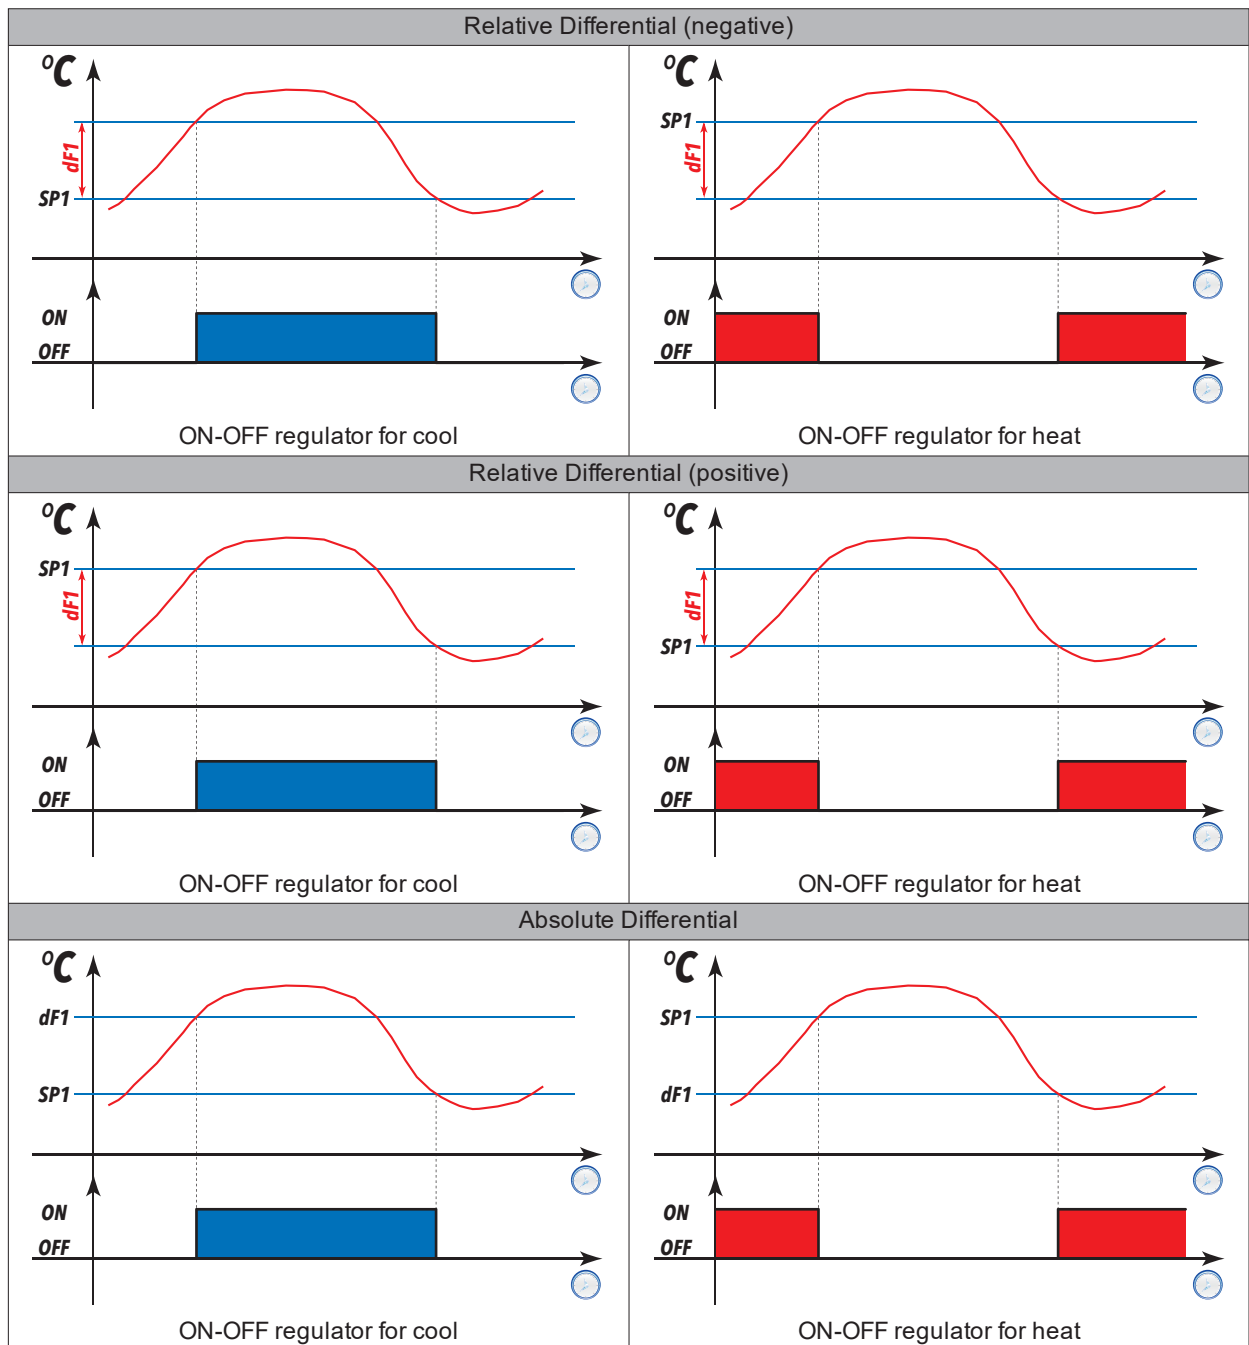 Relative Differential (negative)
°C
dF1
SP1
ON
OFF
ON-OFF regulator for cool
°C
SP1
dF1
ON
OFF
ON-OFF regulator for heat
Relative Differential (positive)
°C
SP1
dF1
ON
OFF
ON-OFF regulator for cool
°C
dF1
SP1
ON
OFF
ON-OFF regulator for heat
Absolute Differential
°C
dF1
SP1
ON
OFF
ON-OFF regulator for cool
°C
SP1
dF1
ON
OFF
ON-OFF regulator for heat